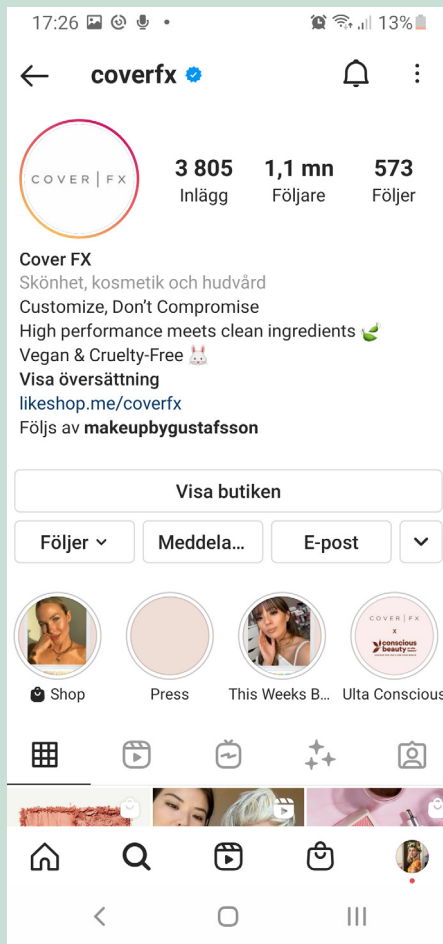 17:26
13%
coverfx
COVER | FX
3 805
1,1 mn
573
Inlägg
Följare
Följer
Cover FX
Skönhet, kosmetik och hudvård
Customize, Don't Compromise
High performance meets clean ingredients
Vegan & Cruelty-Free
Visa översättning
likeshop.me/coverfx
Följs av makeupbygustafsson
Visa butiken
Följer
Meddela...
E-post
COVER | FX
X
conscious
beauty
Shop
Press
This Weeks B...
Ulta Conscious